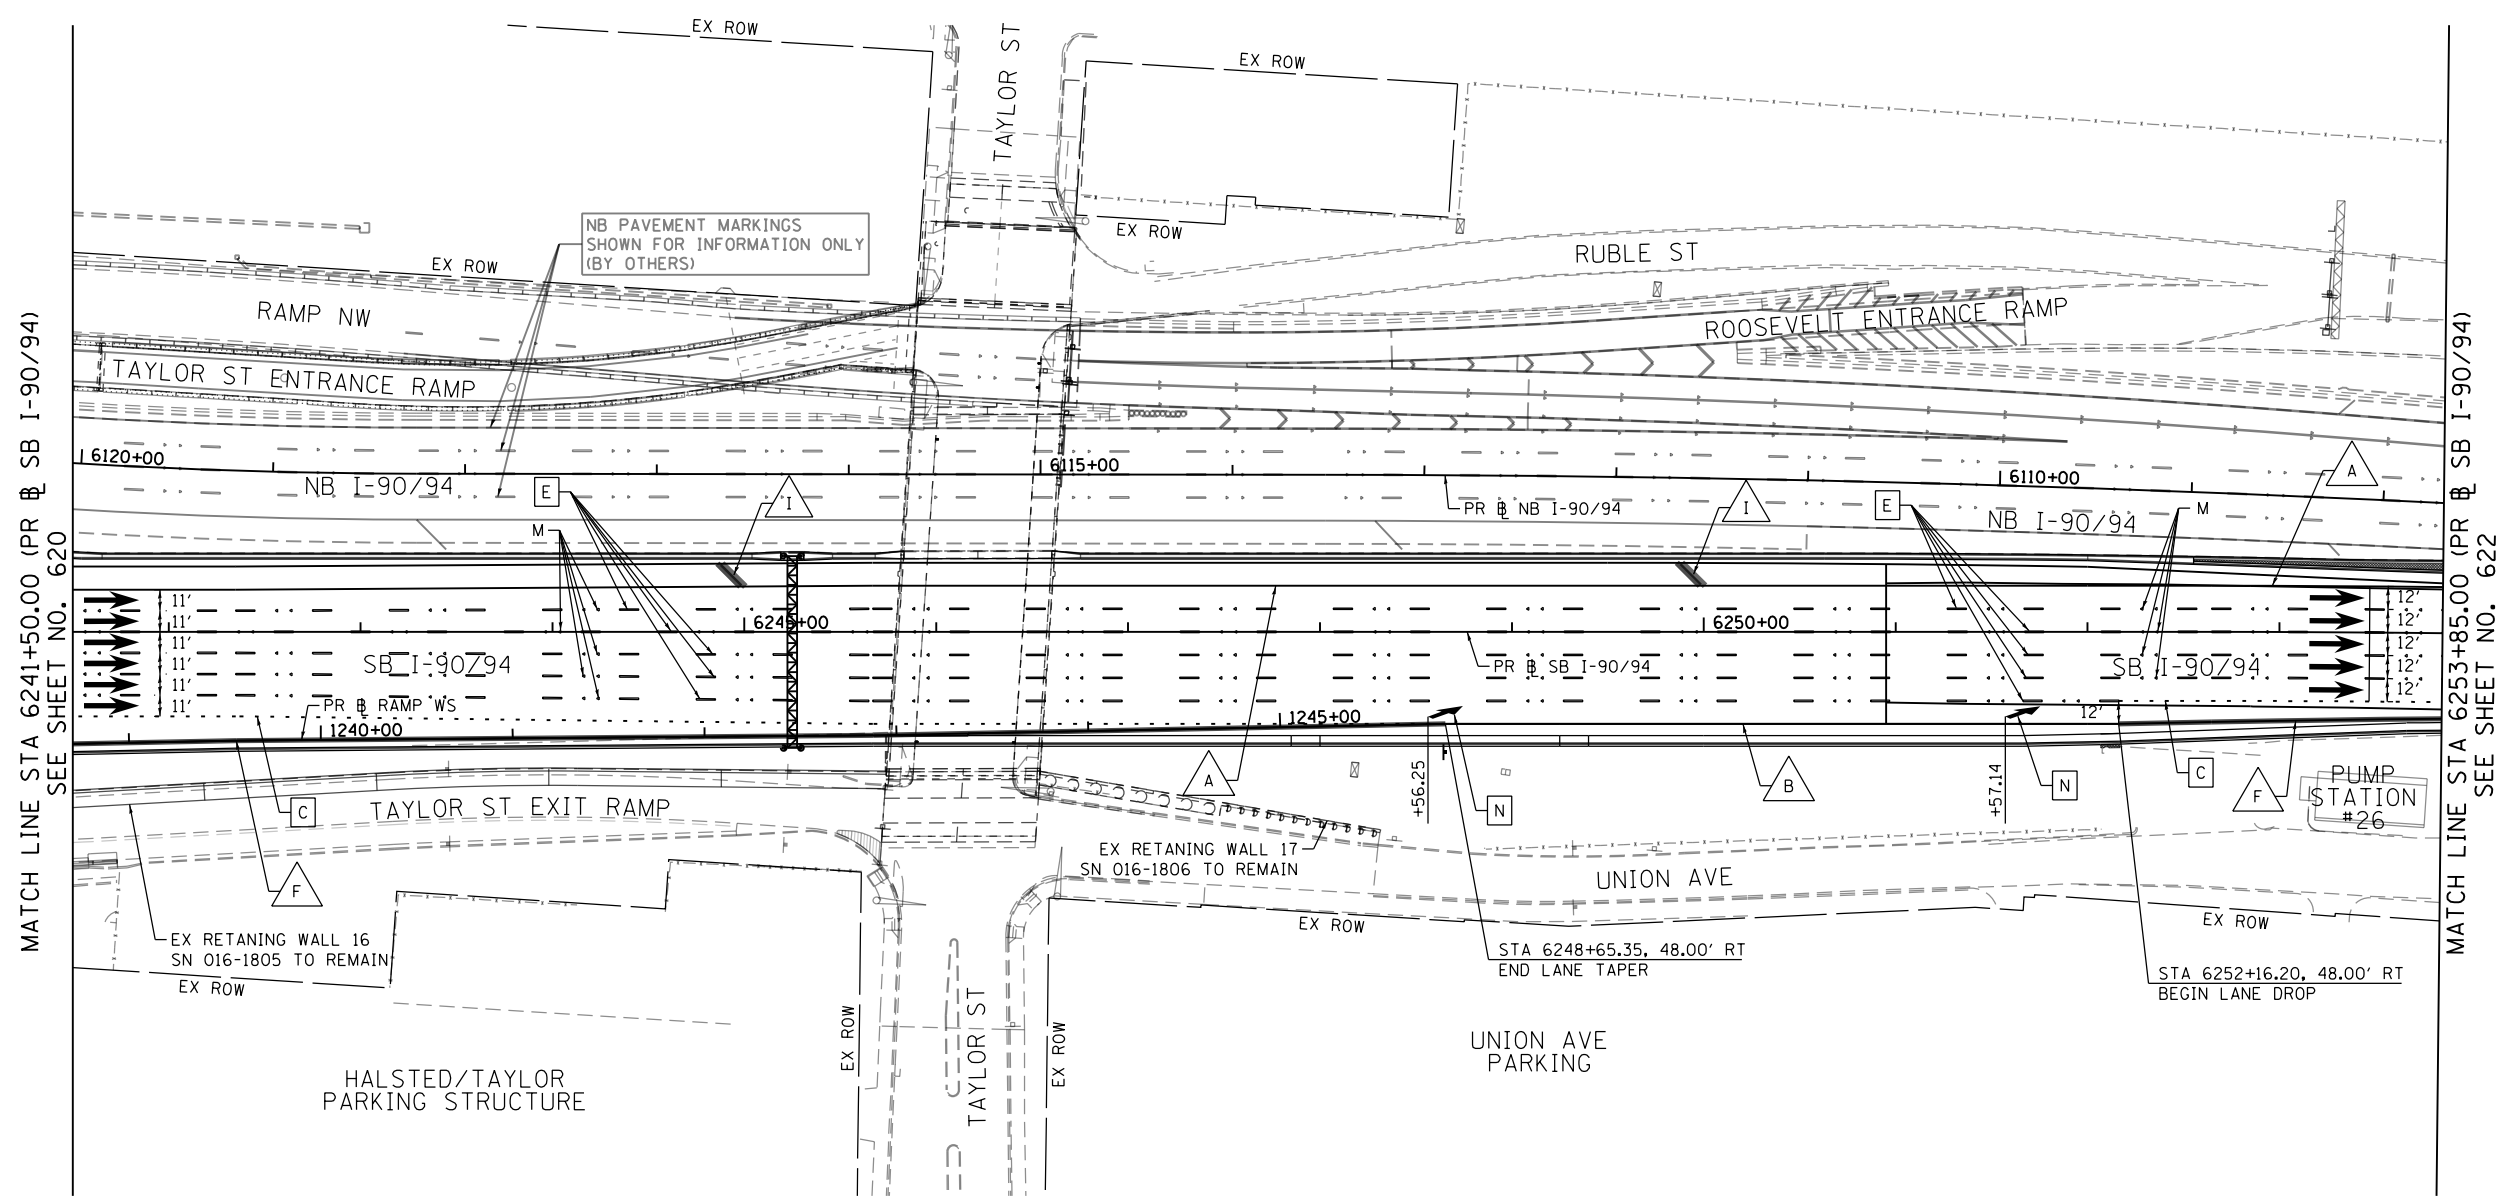 EX ROW
TAYLOR ST
EX ROW
NB PAVEMENT MARKINGS
SHOWN FOR INFORMATION ONLY
(BY OTHERS)
EX ROW
EX ROW
RUBLE ST
RAMP NW
ROOSEVELT ENTRANCE RAMP
TAYLOR ST ENTRANCE RAMP
6120+00
6115+00
6110+00
A
NB I-90/94
E
I
PR BL NB I-90/94
I
E
NB I-90/94
M
M
11'
11'
11'
11'
11'
11'
6245+00
6250+00
12'
12'
12'
12'
12'
SB I-90/94
PR BL SB I-90/94
SB I-90/94
PR BL RAMP WS
1240+00
1245+00
12'
A
B
C
F
N
N
C
F
+56.25
+57.14
TAYLOR ST EXIT RAMP
PUMP
STATION
#26
EX RETANING WALL 17
SN 016-1806 TO REMAIN
UNION AVE
EX RETANING WALL 16
SN 016-1805 TO REMAIN
EX ROW
EX ROW
EX ROW
STA 6248+65.35, 48.00' RT
END LANE TAPER
STA 6252+16.20, 48.00' RT
BEGIN LANE DROP
EX ROW
EX ROW
TAYLOR ST
UNION AVE
PARKING
HALSTED/TAYLOR
PARKING STRUCTURE
MATCH LINE STA 6241+50.00 (PR BL SB I-90/94)
SEE SHEET NO. 620
MATCH LINE STA 6253+85.00 (PR BL SB I-90/94)
SEE SHEET NO. 622